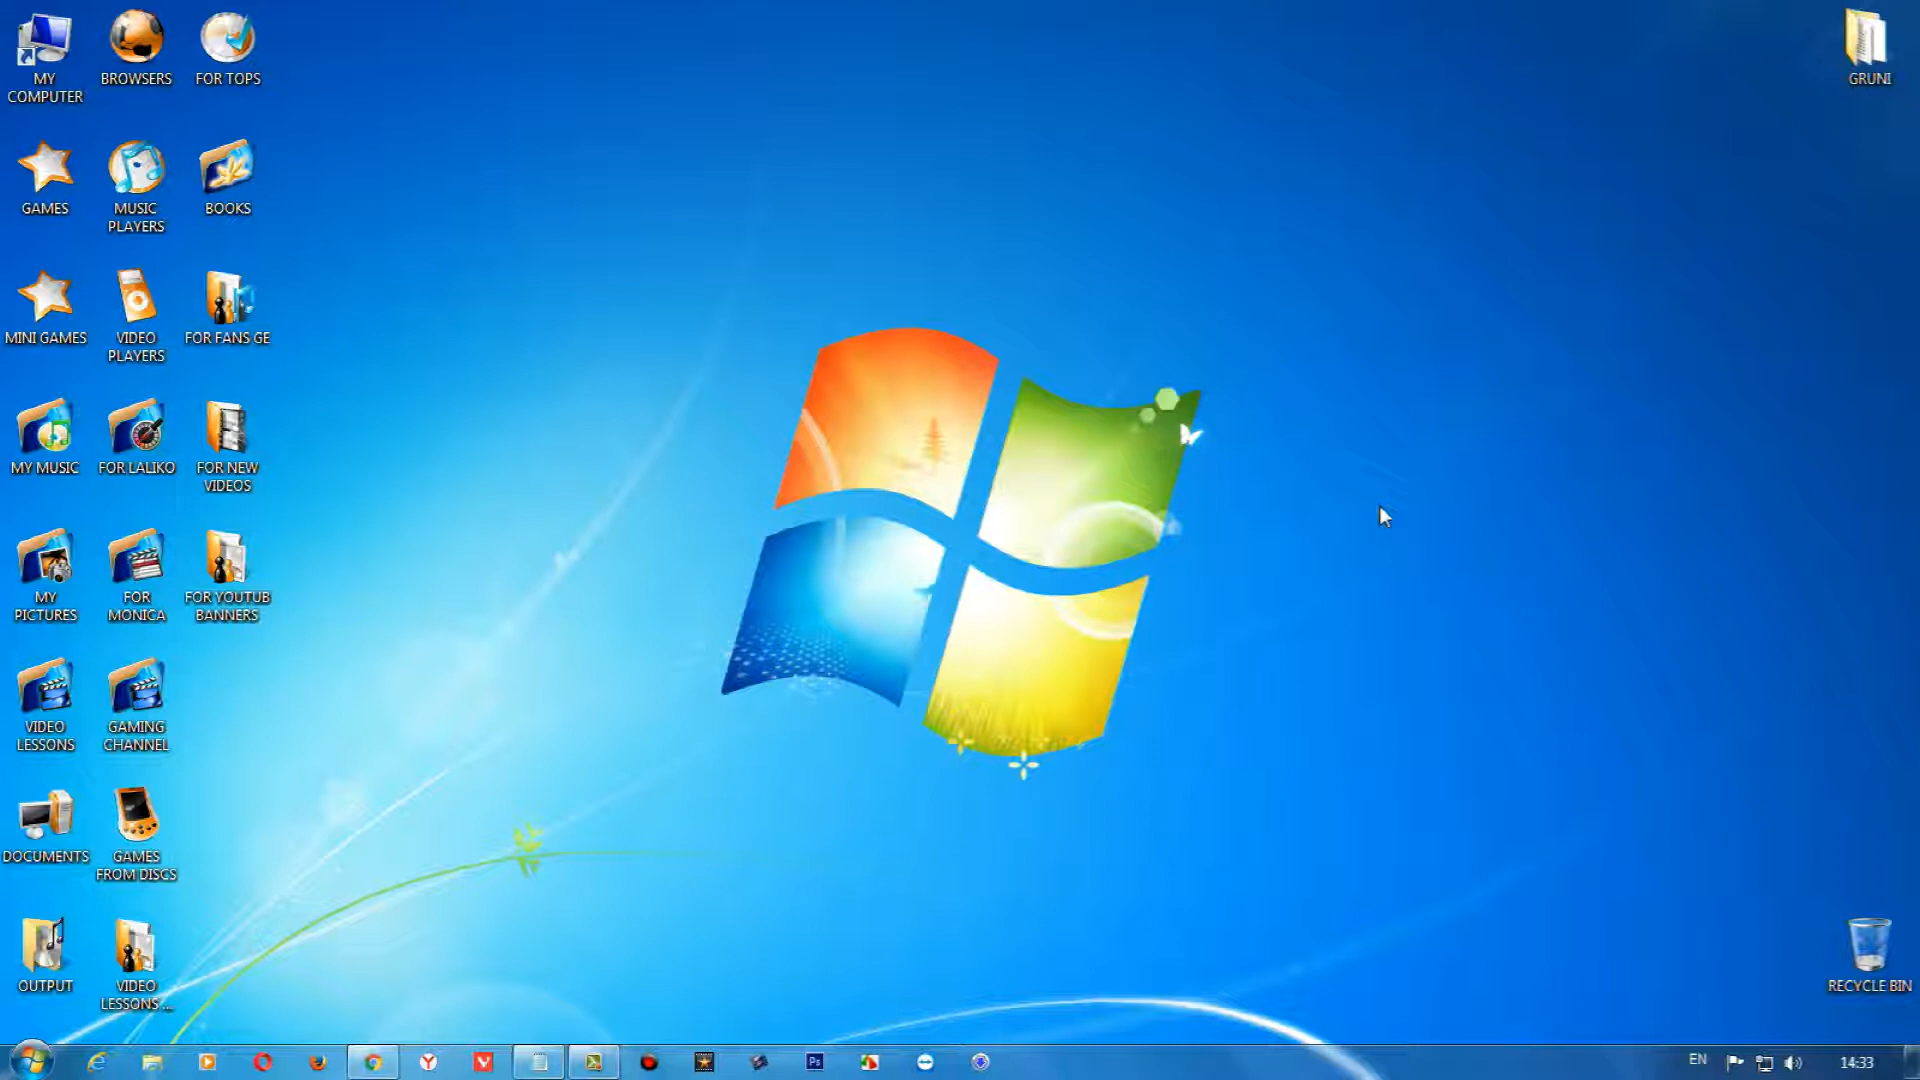 MY
COMPUTER
BROWSERS
FOR TOPS
GRUNI
GAMES
MUSIC
PLAYERS
BOOKS
MINI GAMES
VIDEO
PLAYERS
FOR FANS GE
MY MUSIC
FOR LALIKO
FOR NEW
VIDEOS
MY
PICTURES
FOR
MONICA
FOR YOUTUB
BANNERS
VIDEO
LESSONS
GAMING
CHANNEL
DOCUMENTS
GAMES
FROM DISCS
OUTPUT
VIDEO
LESSONS ...
RECYCLE BIN
Ps
EN
14:33